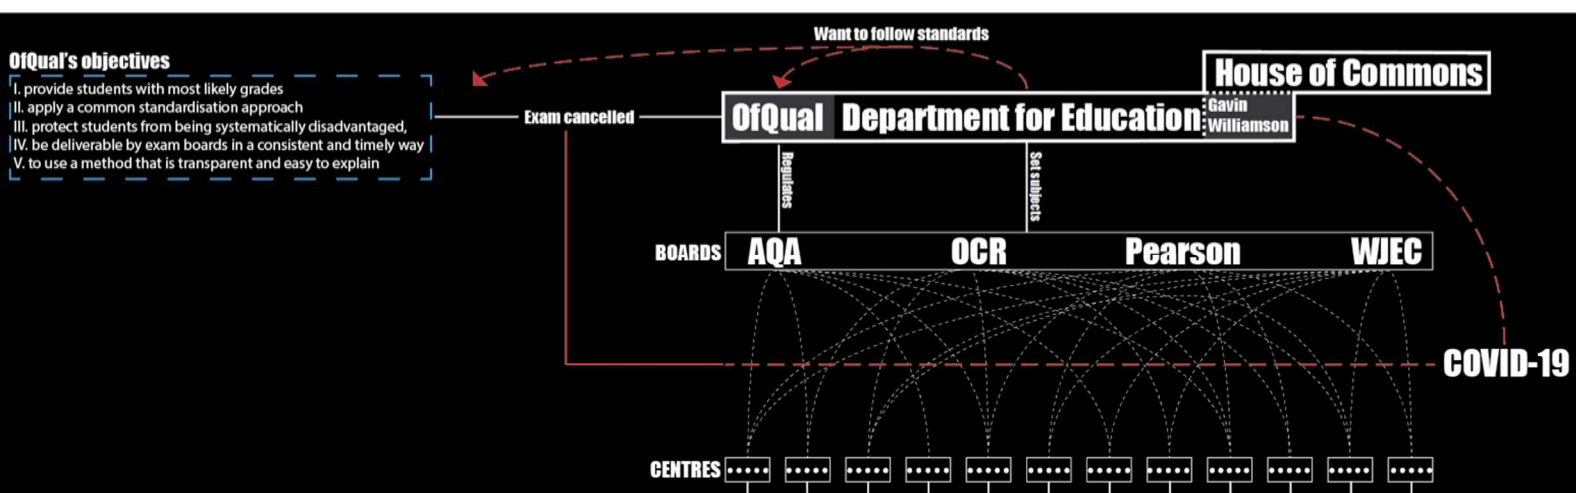 Want to follow standards
OfQual's objectives
I. provide students with most likely grades
II. apply a common standardisation approach
III. protect students from being systematically disadvantaged,
IV. be deliverable by exam boards in a consistent and timely way
V. to use a method that is transparent and easy to explain
Exam cancelled
House of Commons
OfQual Department for Education
Gavin
Williamson
Regulates
Set subjects
BOARDS AQA OCR Pearson WJEC
COVID-19
CENTRES